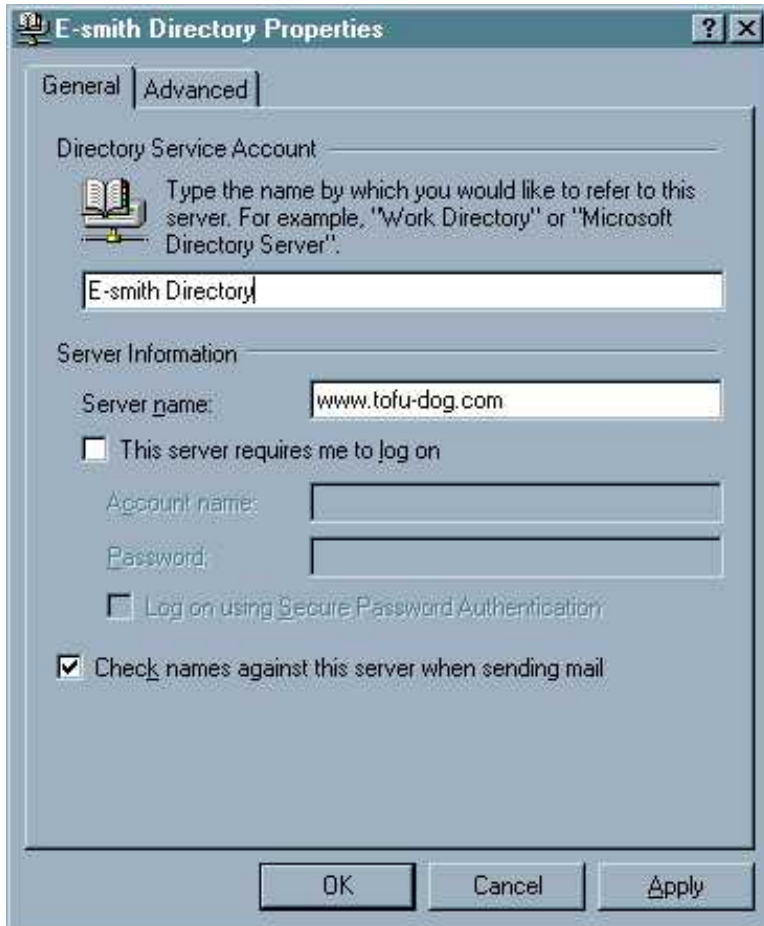 E-smith Directory Properties
General
Advanced
Directory Service Account
Type the name by which you would like to refer to this
server. For example, "Work Directory" or "Microsoft
Directory Server".
E-smith Directory
Server Information
Server name:
www.tofu-dog.com
This server requires me to log on
Account name:
Password:
Log on using Secure Password Authentication
Check names against this server when sending mail
OK
Cancel
Apply